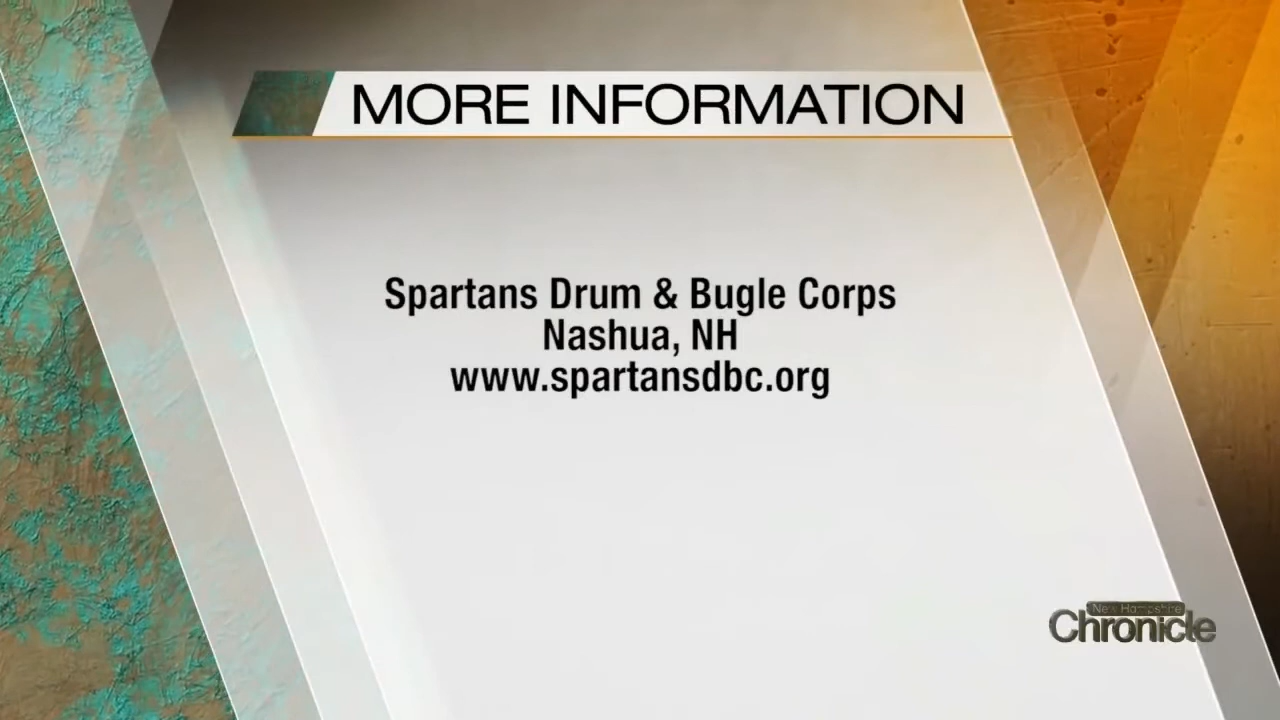 MORE INFORMATION
Spartans Drum & Bugle Corps
Nashua, NH
www.spartansdbc.org
New Hampshire
Chronicle